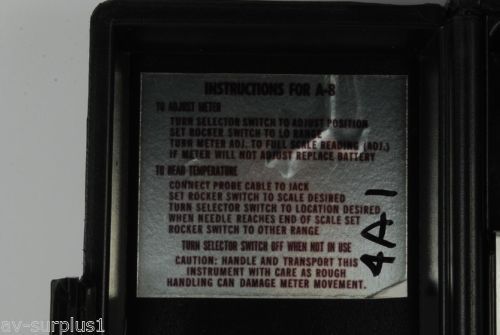 INSTRUCTIONS FOR A-8
TO ADJUST METER
TURN SELECTOR SWITCH TO ADJUST POSITION
SET ROCKER SWITCH TO LO RANGE
TURN METER ADJ. TO FULL SCALE READING (ADJ.)
IF METER WILL NOT ADJUST REPLACE BATTERY
TO READ TEMPERATURE
CONNECT PROBE CABLE TO JACK
SET ROCKER SWITCH TO SCALE DESIRED
TURN SELECTOR SWITCH TO LOCATION DESIRED
WHEN NEEDLE REACHES END OF SCALE SET
ROCKER SWITCH TO OTHER RANGE
TURN SELECTOR SWITCH OFF WHEN NOT IN USE
CAUTION: HANDLE AND TRANSPORT THIS
INSTRUMENT WITH CARE AS ROUGH
HANDLING CAN DAMAGE METER MOVEMENT.
4A1
av-surplus1